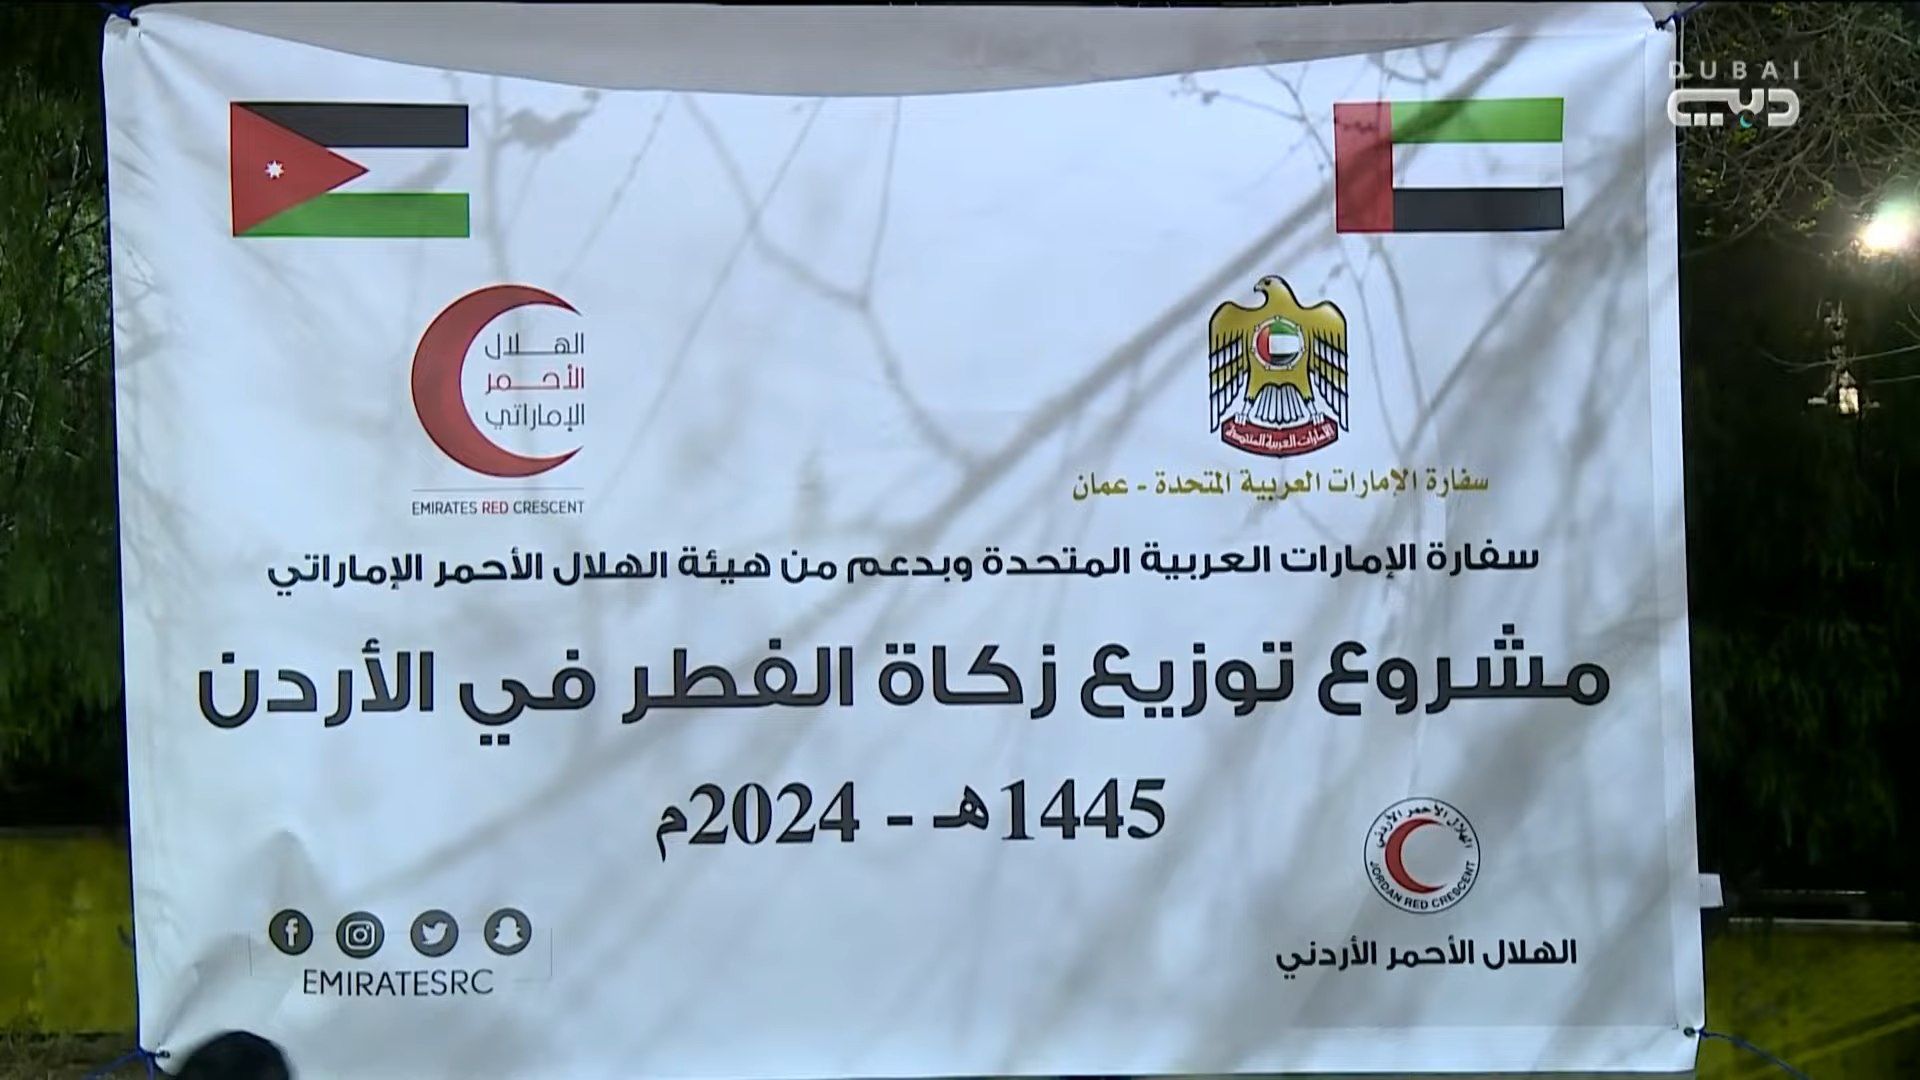 DUBAI
دبي
الهلال
الأحمر
الإماراتي
EMIRATES RED CRESCENT
الإمارات العربية المتحدة
سفارة الإمارات العربية المتحدة - عمان
سفارة الإمارات العربية المتحدة وبدعم من هيئة الهلال الأحمر الإماراتي
مشروع توزيع زكاة الفطر في الأردن
1445هـ - 2024م
الهلال الأحمر الأردني
JORDAN RED CRESCENT
الهلال الأحمر الأردني
EMIRATESRC